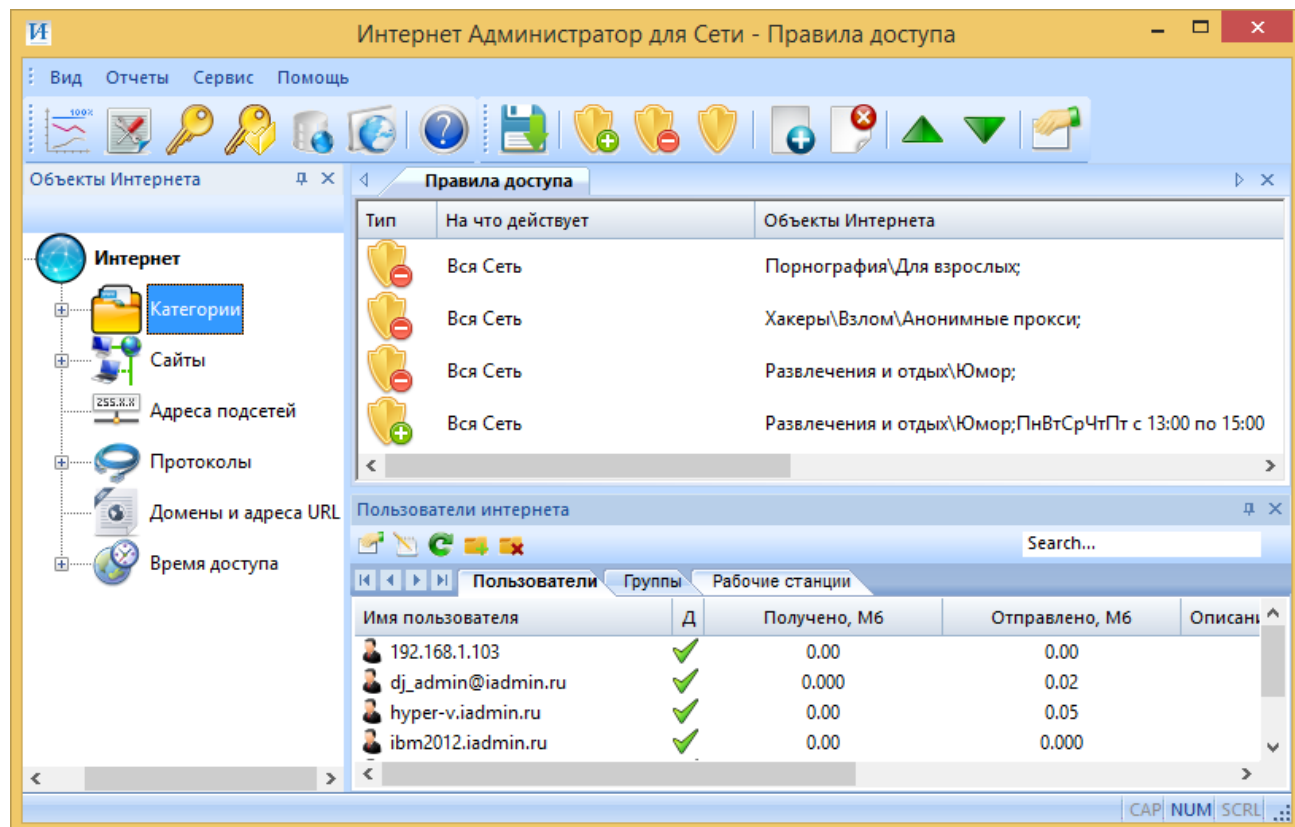 И Интернет Администратор для Сети - Правила доступа
Вид Отчеты Сервис Помощь
100%
Объекты Интернета
Интернет
Категории
Сайты
255.X.X Адреса подсетей
Протоколы
Домены и адреса URL
Время доступа
Правила доступа
Тип На что действует Объекты Интернета
Вся Сеть Порнография\Для взрослых;
Вся Сеть Хакеры\Взлом\Анонимные прокси;
Вся Сеть Развлечения и отдых\Юмор;
Вся Сеть Развлечения и отдых\Юмор;ПнВтСрЧтПт с 13:00 по 15:00
Пользователи интернета
Search...
Пользователи Группы Рабочие станции
Имя пользователя Д Получено, Мб Отправлено, Мб Описани
192.168.1.103 0.00 0.00
dj_admin@iadmin.ru 0.000 0.02
hyper-v.iadmin.ru 0.00 0.05
ibm2012.iadmin.ru 0.00 0.000
CAP NUM SCRL